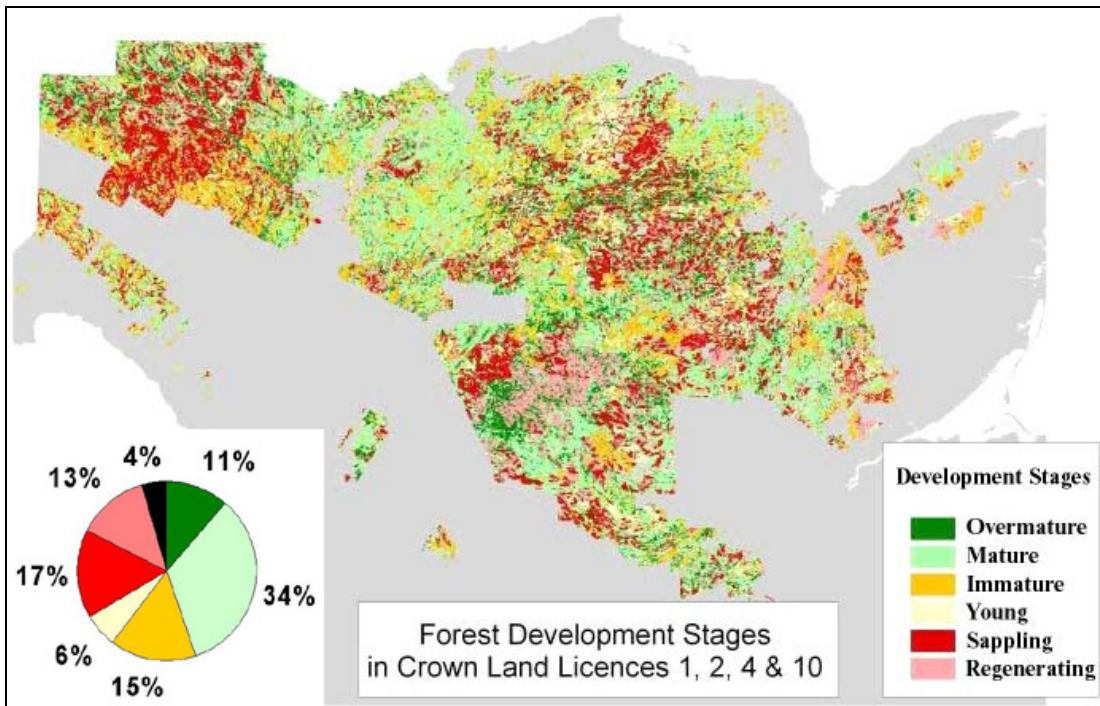 4%
11%
13%
17%
34%
6%
15%
Forest Development Stages
in Crown Land Licences 1, 2, 4 & 10
Development Stages
Overmature
Mature
Immature
Young
Sappling
Regenerating